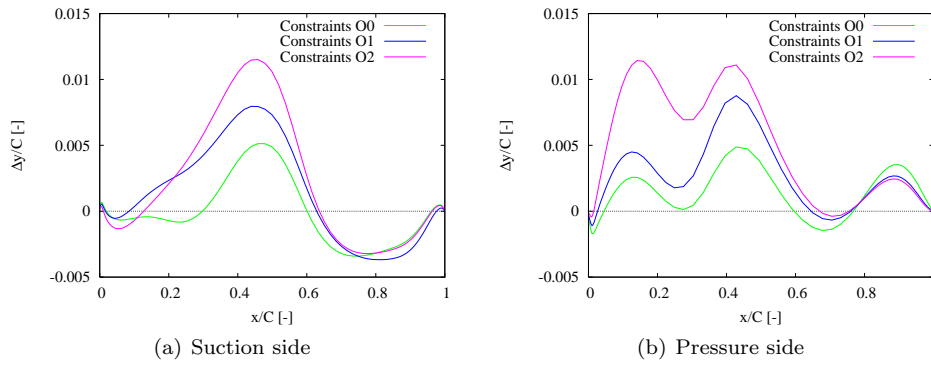 0.015
Constraints O0
Constraints O1
Constraints O2
0.01
Δy/C [-]
0.005
0
-0.005
0 0.2 0.4 0.6 0.8 1
x/C [-]
(a) Suction side
0.015
Constraints O0
Constraints O1
Constraints O2
0.01
Δy/C [-]
0.005
0
-0.005
0 0.2 0.4 0.6 0.8
x/C [-]
(b) Pressure side